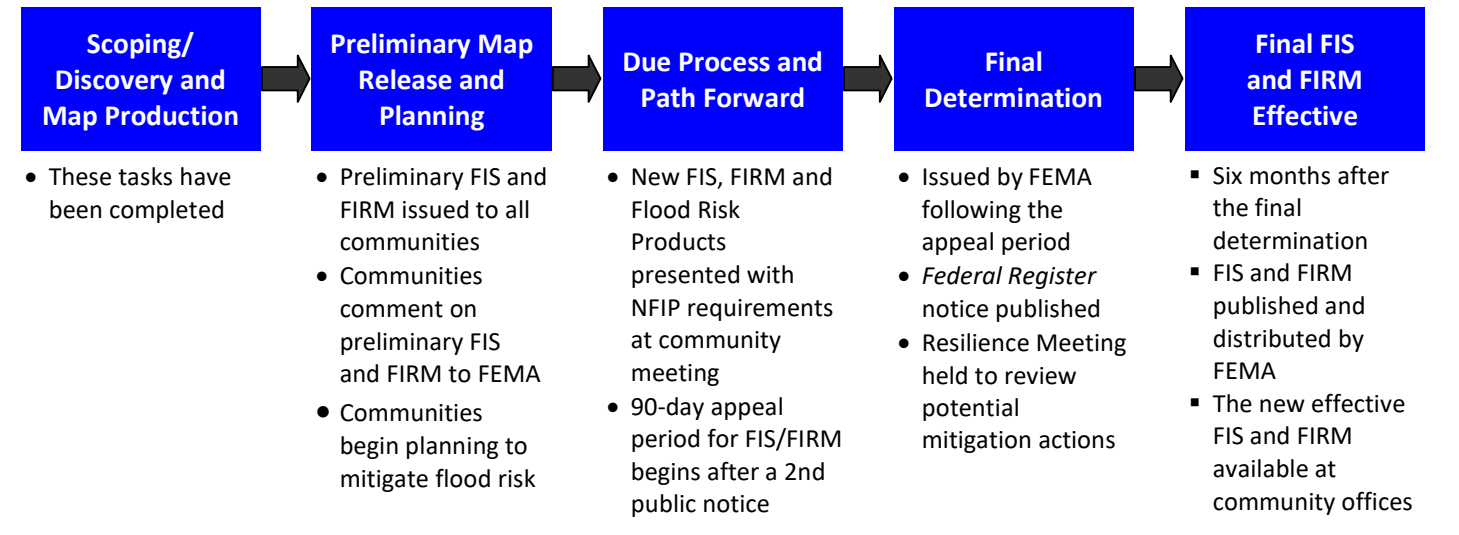 Scoping/
Discovery and
Map Production
• These tasks have
been completed
Preliminary Map
Release and
Planning
• Preliminary FIS and
FIRM issued to all
communities
• Communities
comment on
preliminary FIS
and FIRM to FEMA
• Communities
begin planning to
mitigate flood risk
Due Process and
Path Forward
• New FIS, FIRM and
Flood Risk
Products
presented with
NFIP requirements
at community
meeting
• 90-day appeal
period for FIS/FIRM
begins after a 2nd
public notice
Final
Determination
• Issued by FEMA
following the
appeal period
• Federal Register
notice published
• Resilience Meeting
held to review
potential
mitigation actions
Final FIS
and FIRM
Effective
▪ Six months after
the final
determination
▪ FIS and FIRM
published and
distributed by
FEMA
▪ The new effective
FIS and FIRM
available at
community offices